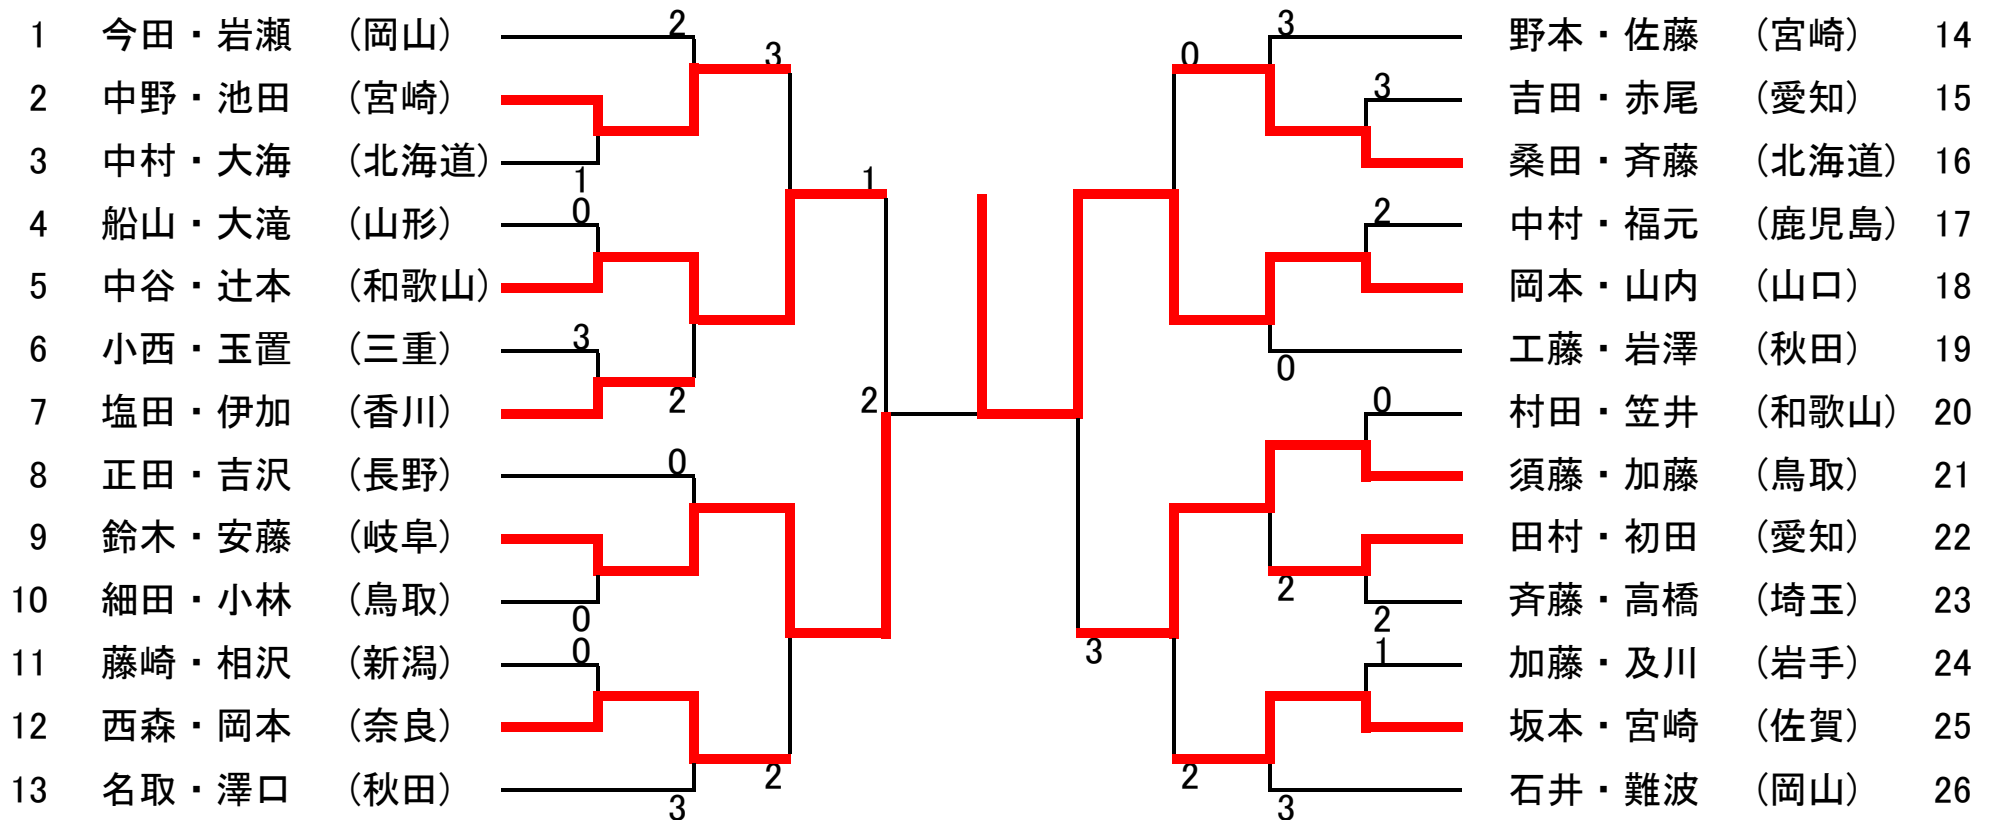 1 今田・岩瀬 (岡山) 2 3 野本・佐藤 (宮崎) 14
3 0
2 中野・池田 (宮崎) 3 吉田・赤尾 (愛知) 15
3 中村・大海 (北海道) 1 1 桑田・斉藤 (北海道) 16
4 船山・大滝 (山形) 0 2 中村・福元 (鹿児島) 17
5 中谷・辻本 (和歌山) 岡本・山内 (山口) 18
6 小西・玉置 (三重) 3 0 工藤・岩澤 (秋田) 19
7 塩田・伊加 (香川) 2 2 0 村田・笠井 (和歌山) 20
8 正田・吉沢 (長野) 0 須藤・加藤 (鳥取) 21
9 鈴木・安藤 (岐阜) 田村・初田 (愛知) 22
10 細田・小林 (鳥取) 0 2 2 斉藤・高橋 (埼玉) 23
11 藤崎・相沢 (新潟) 0 3 1 加藤・及川 (岩手) 24
12 西森・岡本 (奈良) 坂本・宮崎 (佐賀) 25
2 2
13 名取・澤口 (秋田) 3 3 石井・難波 (岡山) 26